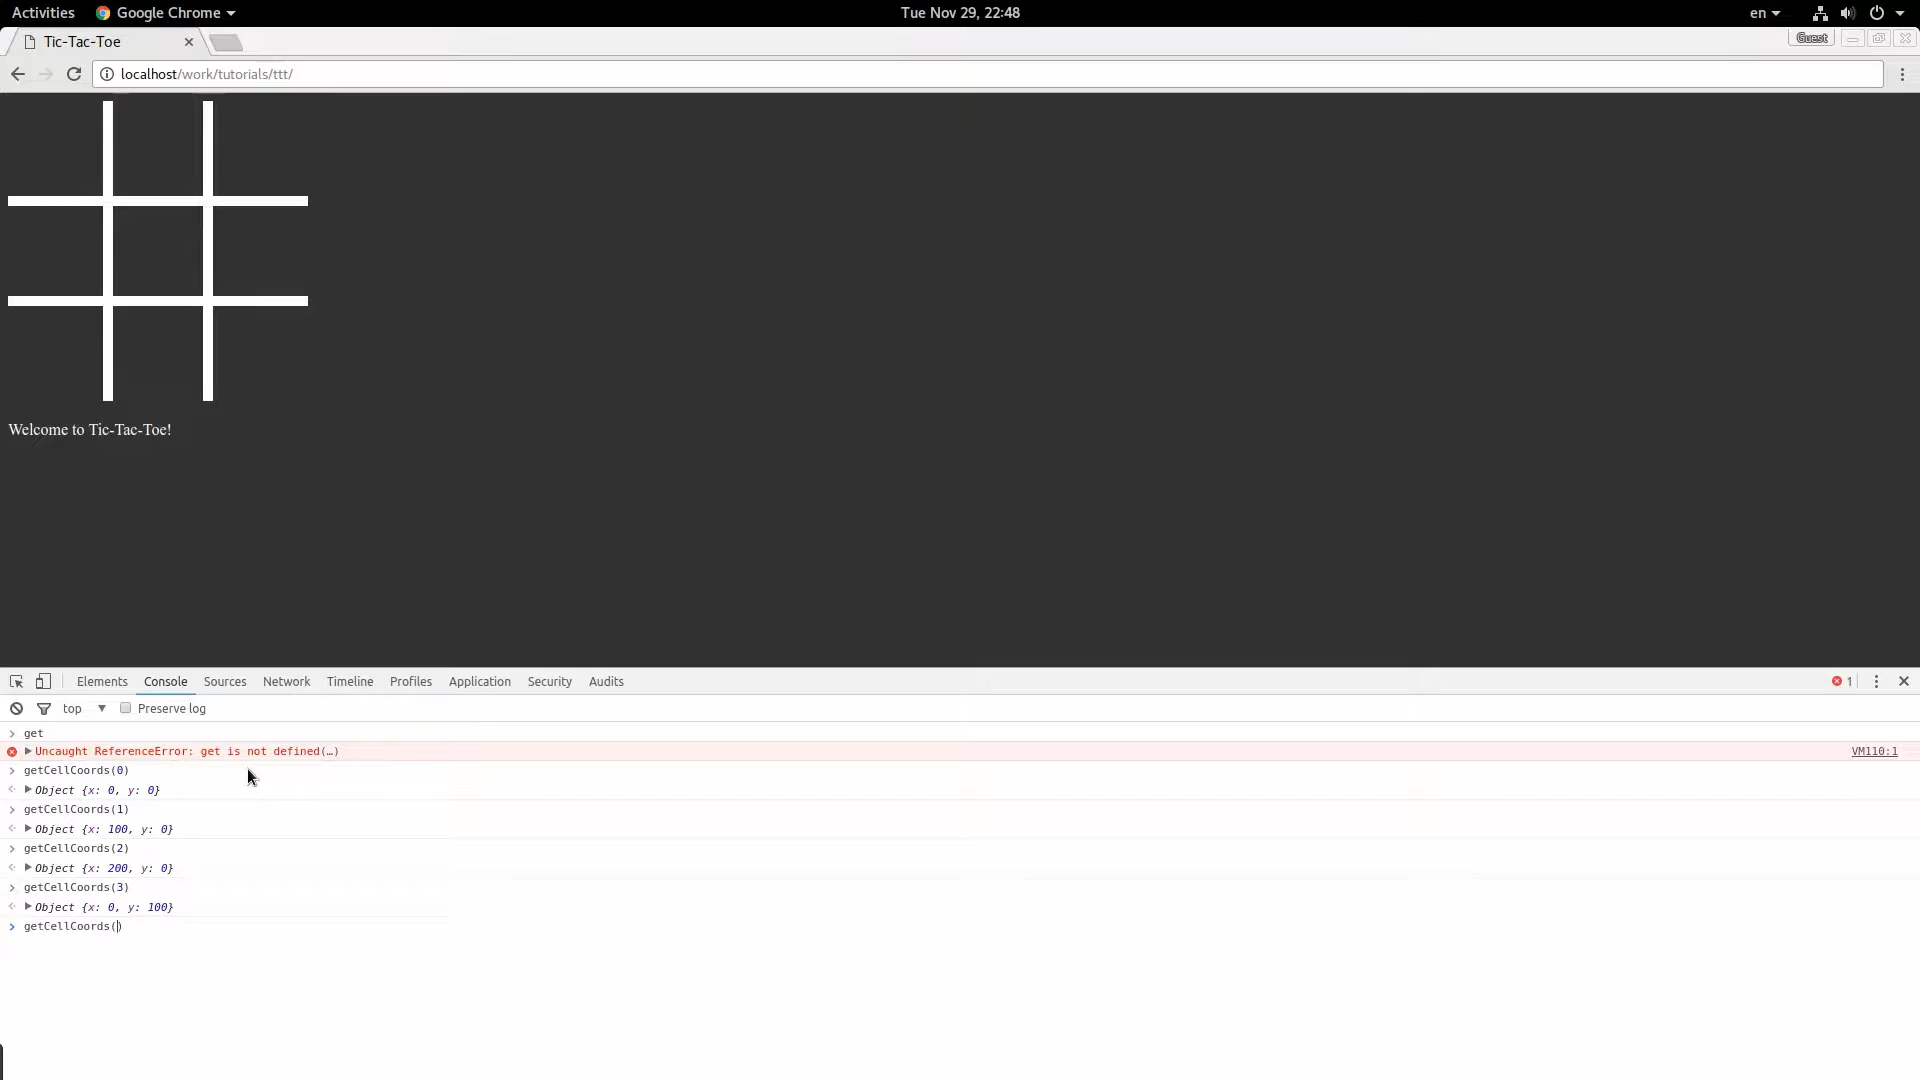 Activities Google Chrome Tue Nov 29, 22:48 en
Tic-Tac-Toe Guest
localhost/work/tutorials/ttt/
Welcome to Tic-Tac-Toe!
Elements Console Sources Network Timeline Profiles Application Security Audits 1
top Preserve log
get
Uncaught ReferenceError: get is not defined(…) VM110:1
getCellCoords(0)
Object {x: 0, y: 0}
getCellCoords(1)
Object {x: 100, y: 0}
getCellCoords(2)
Object {x: 200, y: 0}
getCellCoords(3)
Object {x: 0, y: 100}
getCellCoords()